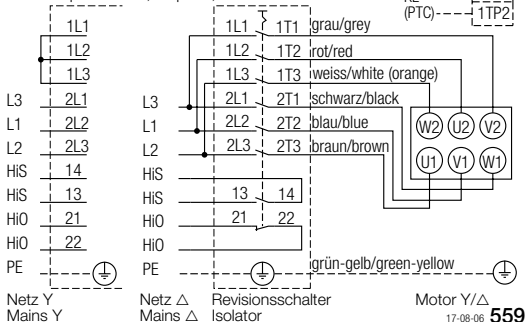 (PTC) 1TP2
1L1 1L1 1T1 grau/grey
1L2 1L2 1T2 rot/red
1L3 1L3 1T3 weiss/white (orange)
L3 2L1 L3 2L1 2T1 schwarz/black
L1 2L2 L1 2L2 2T2 blau/blue
L2 2L3 L2 2L3 2T3 braun/brown
W2 U2 V2
U1 V1 W1
HiS 14 HiS
HiS 13 HiS 13 14
HiO 21 HiO 21 22
HiO 22 HiO
PE PE grün-gelb/green-yellow
Netz Y Netz △ Revisionsschalter Motor Y/△
Mains Y Mains △ Isolator 17-08-06 559